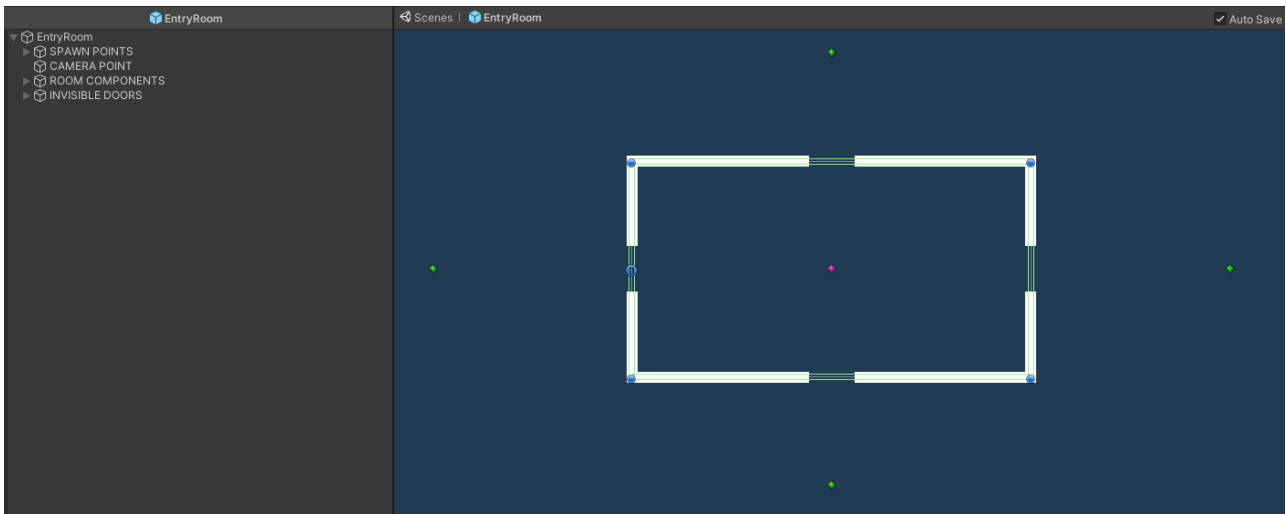 EntryRoom
Scenes | EntryRoom
Auto Save
EntryRoom
SPAWN POINTS
CAMERA POINT
ROOM COMPONENTS
INVISIBLE DOORS